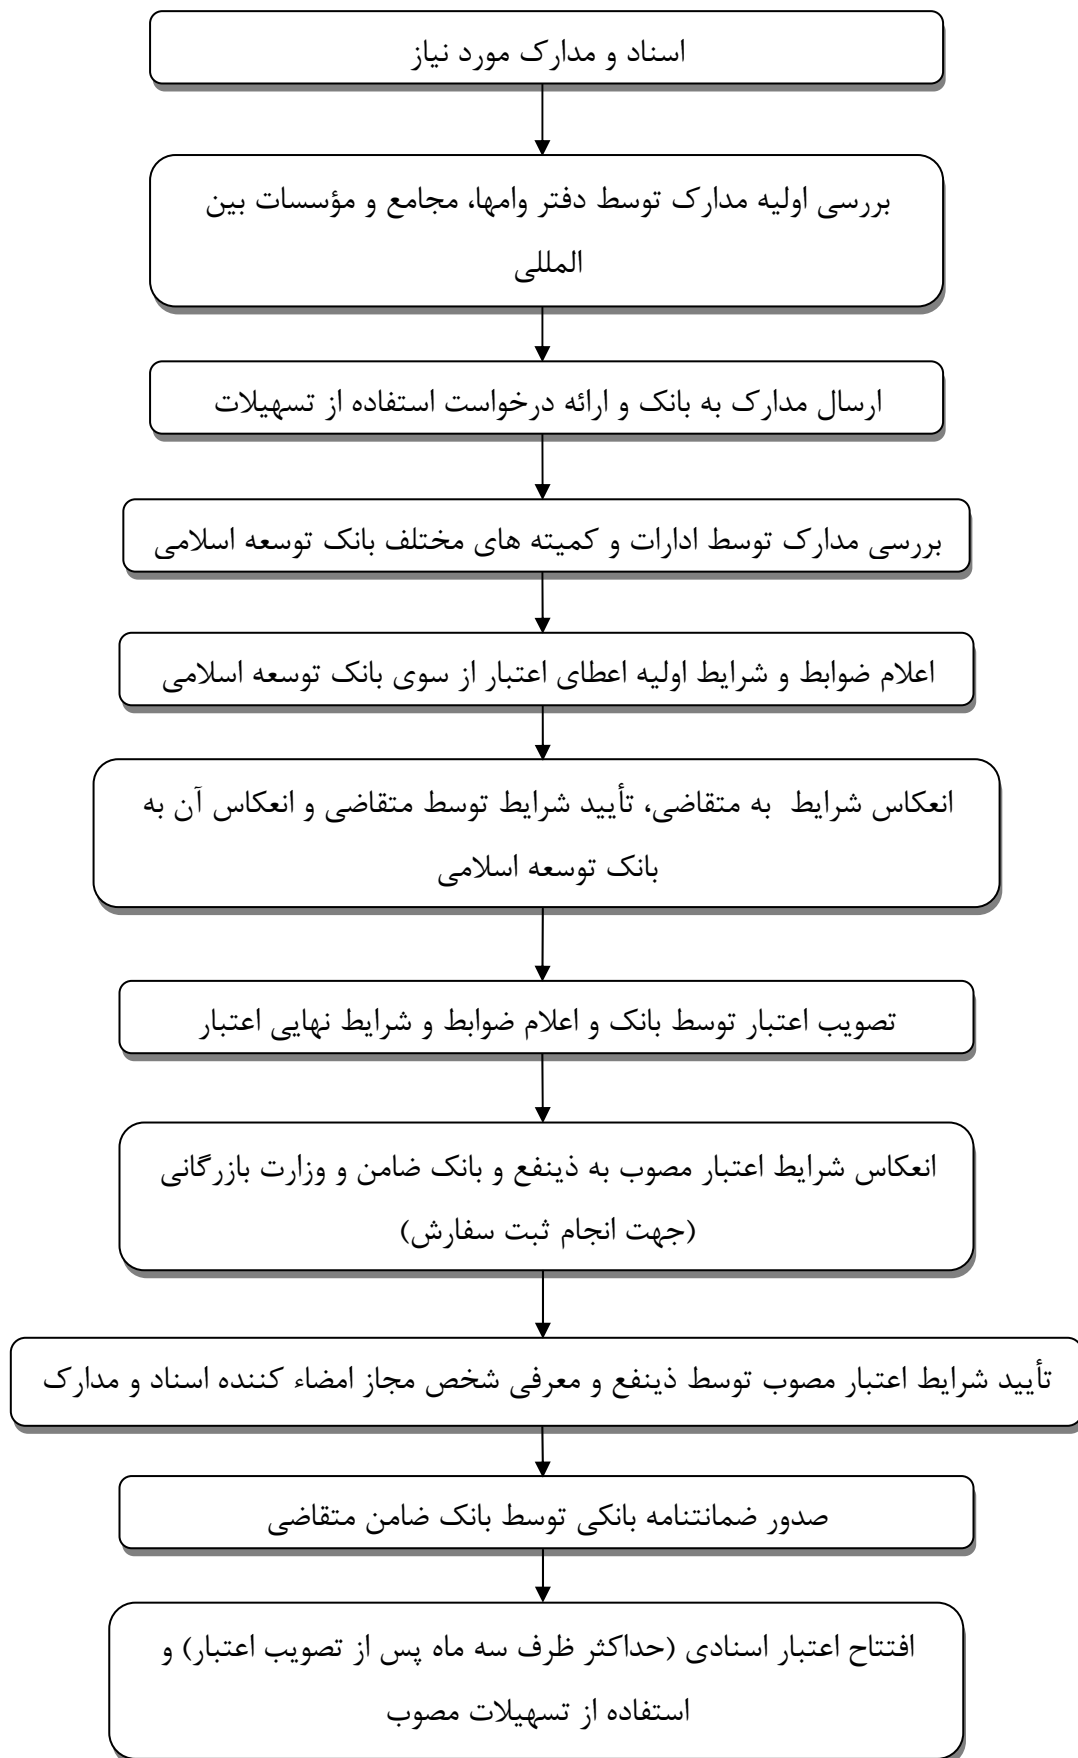 اسناد و مدارک مورد نیاز
بررسی اولیه مدارک توسط دفتر وامها، مجامع و مؤسسات بین
المللی
ارسال مدارک به بانک و ارائه درخواست استفاده از تسهیلات
بررسی مدارک توسط ادارات و کمیته های مختلف بانک توسعه اسلامی
اعلام ضوابط و شرایط اولیه اعطای اعتبار از سوی بانک توسعه اسلامی
انعکاس شرایط به متقاضی، تأیید شرایط توسط متقاضی و انعکاس آن به
بانک توسعه اسلامی
تصویب اعتبار توسط بانک و اعلام ضوابط و شرایط نهایی اعتبار
انعکاس شرایط اعتبار مصوب به ذینفع و بانک ضامن و وزارت بازرگانی
(جهت انجام ثبت سفارش)
تأیید شرایط اعتبار مصوب توسط ذینفع و معرفی شخص مجاز امضاء کننده اسناد و مدارک
صدور ضمانتنامه بانکی توسط بانک ضامن متقاضی
افتتاح اعتبار اسنادی (حداکثر ظرف سه ماه پس از تصویب اعتبار) و
استفاده از تسهیلات مصوب